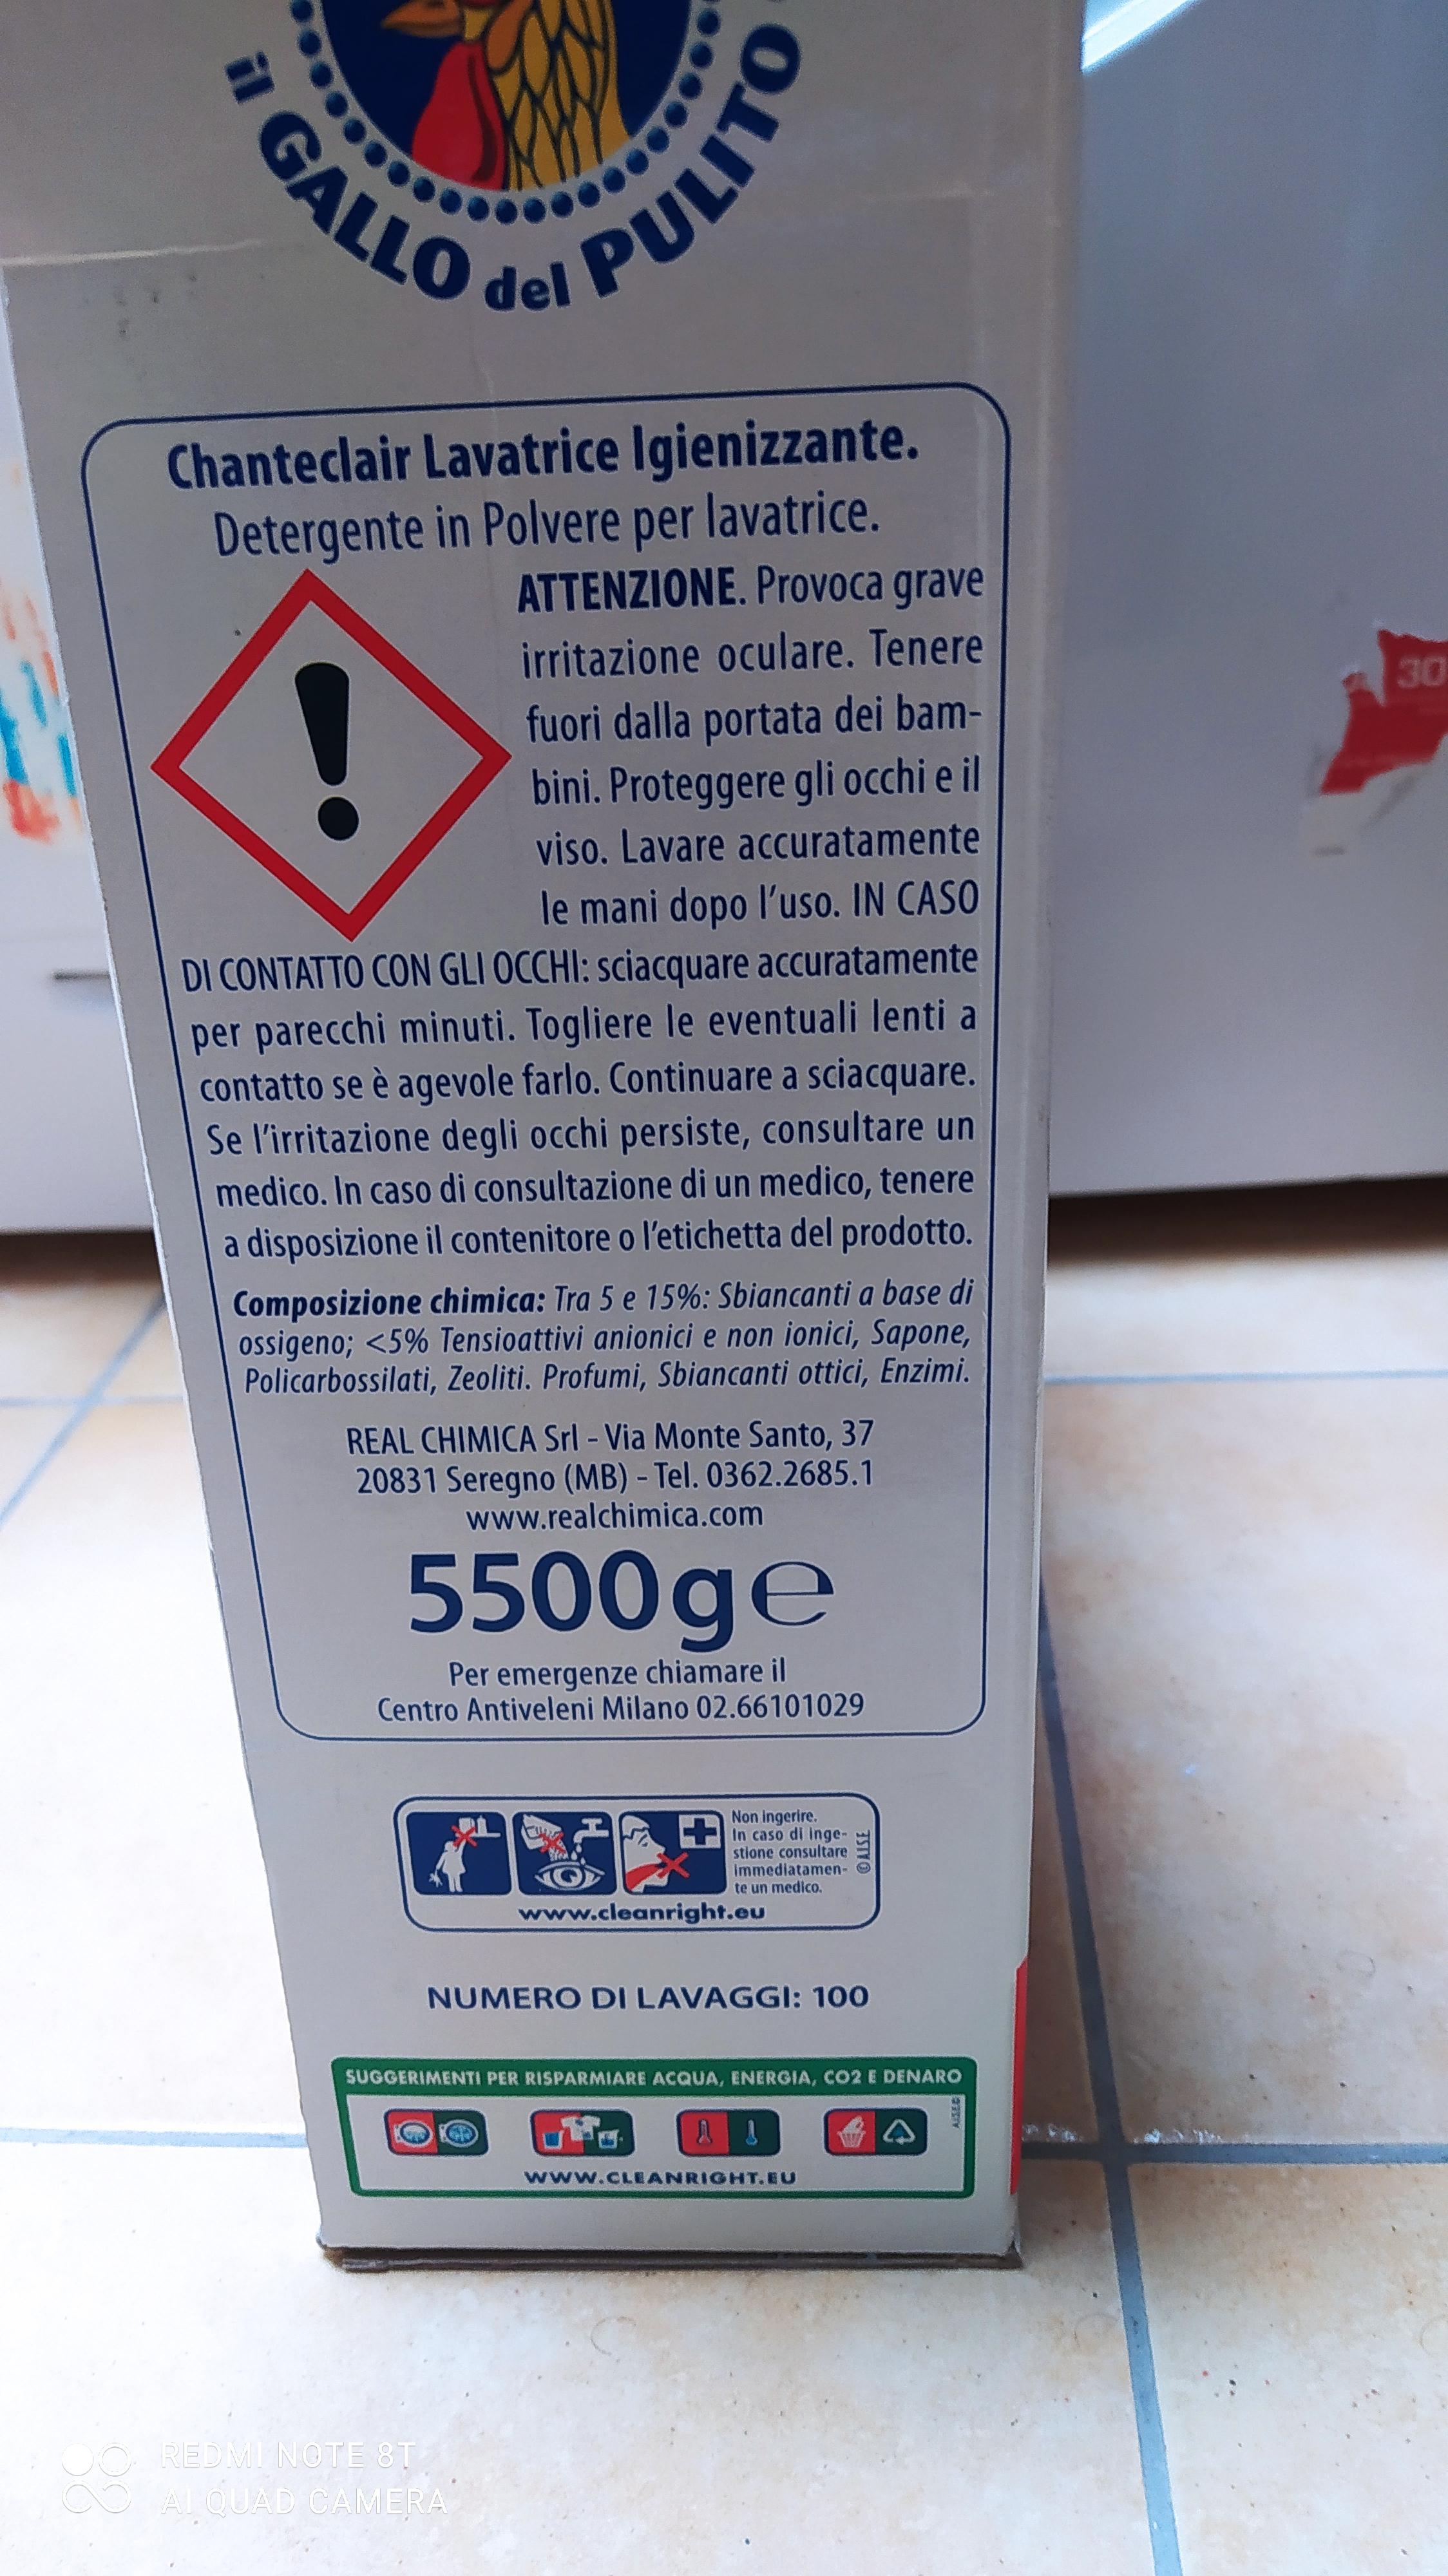 il GALLO del PULITO
Chanteclair Lavatrice Igienizzante.
Detergente in Polvere per lavatrice.
ATTENZIONE. Provoca grave
irritazione oculare. Tenere
fuori dalla portata dei bam-
bini. Proteggere gli occhi e il
viso. Lavare accuratamente
le mani dopo l'uso. IN CASO
DI CONTATTO CON GLI OCCHI: sciacquare accuratamente
per parecchi minuti. Togliere le eventuali lenti a
contatto se è agevole farlo. Continuare a sciacquare.
Se l'irritazione degli occhi persiste, consultare un
medico. In caso di consultazione di un medico, tenere
a disposizione il contenitore o l'etichetta del prodotto.
Composizione chimica: Tra 5 e 15%: Sbiancanti a base di
ossigeno; <5% Tensioattivi anionici e non ionici, Sapone,
Policarbossilati, Zeoliti. Profumi, Sbiancanti ottici, Enzimi.
REAL CHIMICA Srl - Via Monte Santo, 37
20831 Seregno (MB) - Tel. 0362.2685.1
www.realchimica.com
5500g e
Per emergenze chiamare il
Centro Antiveleni Milano 02.66101029
Non ingerire.
In caso di inge-
stione consultare
immediatamen-
te un medico.
© A.I.S.E
www.cleanright.eu
NUMERO DI LAVAGGI: 100
SUGGERIMENTI PER RISPARMIARE ACQUA, ENERGIA, CO2 E DENARO
A.I.S.E ©
WWW.CLEANRIGHT.EU
30
REDMI NOTE 8T
AI QUAD CAMERA